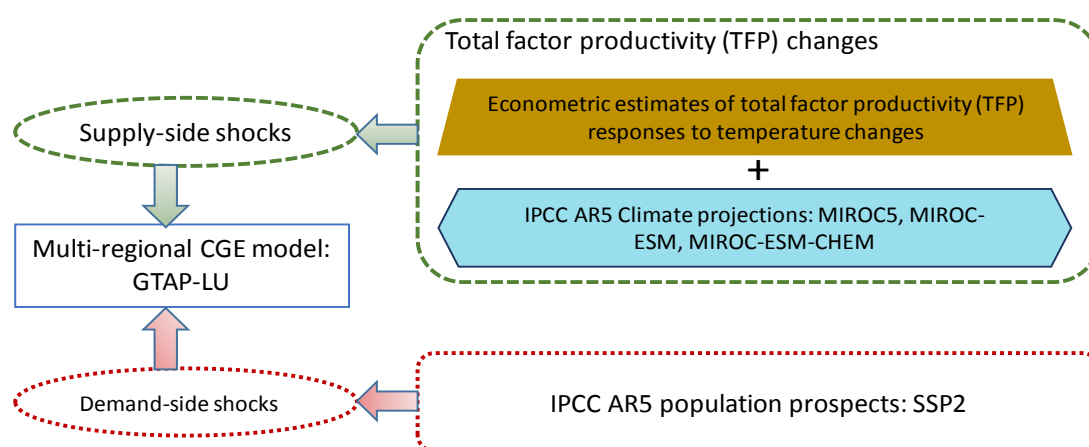 Total factor productivity (TFP) changes
Econometric estimates of total factor productivity (TFP)
responses to temperature changes
+
IPCC AR5 Climate projections: MIROC5, MIROC-
ESM, MIROC-ESM-CHEM
Supply-side shocks
Multi-regional CGE model:
GTAP-LU
Demand-side shocks
IPCC AR5 population prospects: SSP2